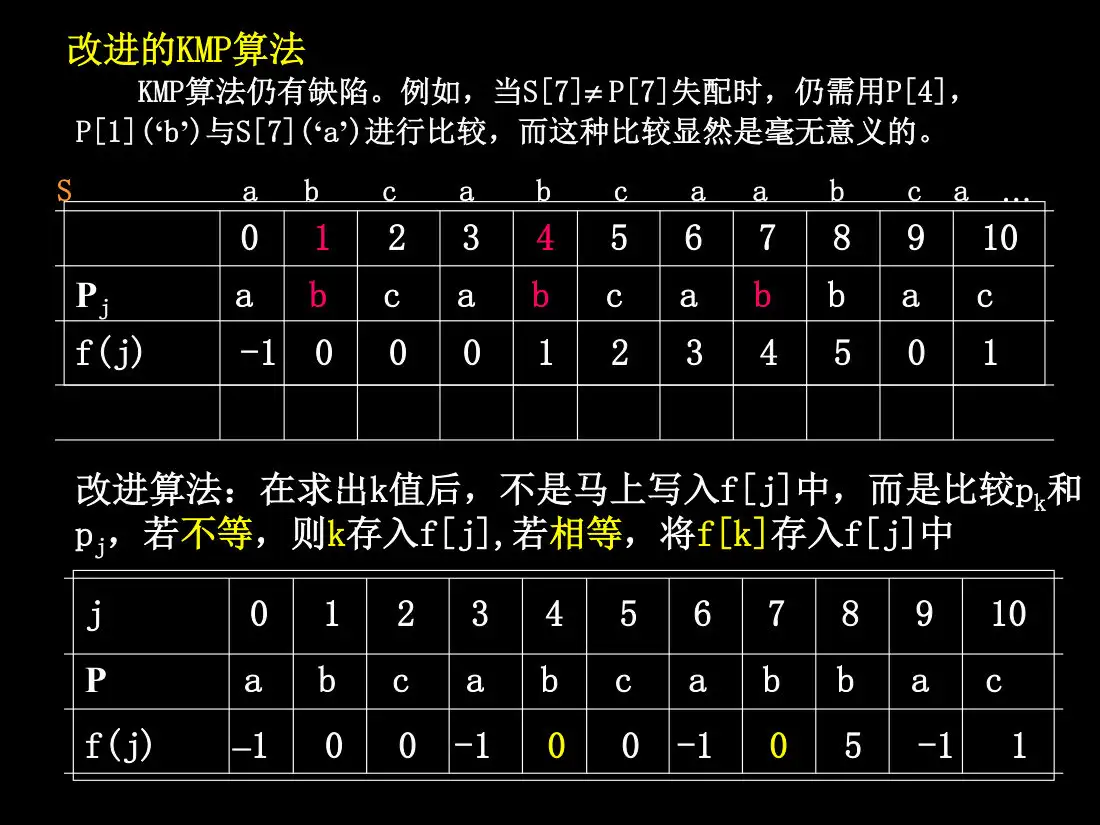 改进的KMP算法
KMP算法仍有缺陷。例如，当S[7]≠P[7]失配时，仍需用P[4]，
P[1](‘b’)与S[7](‘a’)进行比较，而这种比较显然是毫无意义的。
S a b c a b c a a b c a …
0 1 2 3 4 5 6 7 8 9 10
Pj a b c a b c a b b a c
f(j) -1 0 0 0 1 2 3 4 5 0 1
改进算法：在求出k值后，不是马上写入f[j]中，而是比较pk和
pj，若不等，则k存入f[j],若相等，将f[k]存入f[j]中
j 0 1 2 3 4 5 6 7 8 9 10
P a b c a b c a b b a c
f(j) –1 0 0 -1 0 0 -1 0 5 -1 1